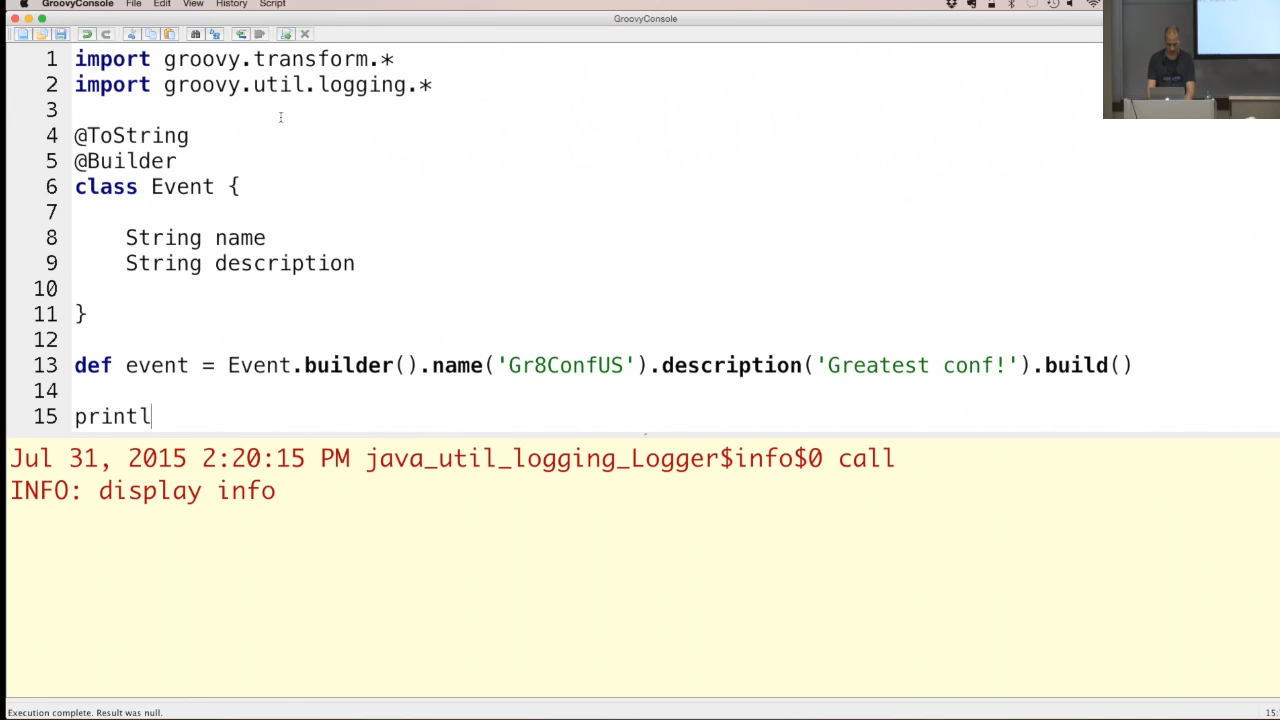 GroovyConsole File Edit View History Script
GroovyConsole
1 import groovy.transform.*
2 import groovy.util.logging.*
3
4 @ToString
5 @Builder
6 class Event {
7
8 String name
9 String description
10
11 }
12
13 def event = Event.builder().name('Gr8ConfUS').description('Greatest conf!').build()
14
15 printl
Jul 31, 2015 2:20:15 PM java_util_logging_Logger$info$0 call
INFO: display info
Execution complete. Result was null.
15: